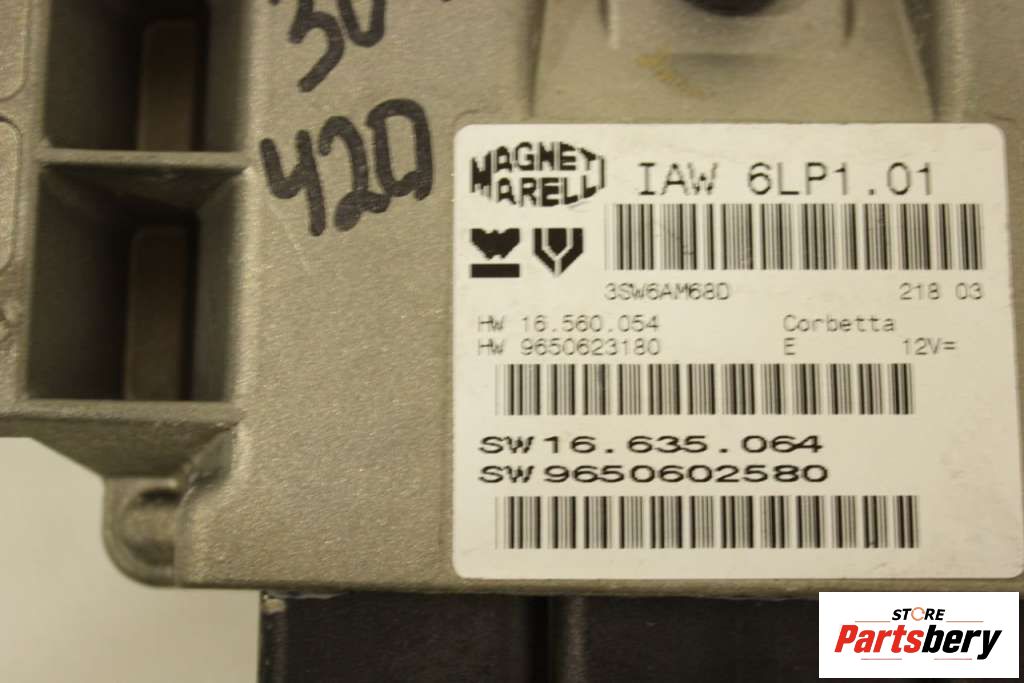 30
420
MAGNETI
MARELLI
IAW 6LP1.01
3SW6AM68D 218 03
HW 16.560.054 Corbetta
HW 9650623180 E 12V=
SW 16.635.064
SW 9650602580
STORE
Partsbery